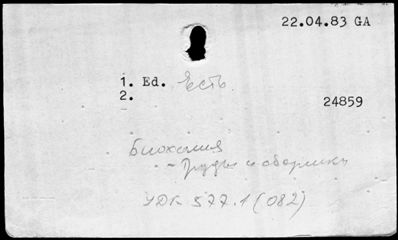 22.04.83 GA
1. Ed. Есть.
2.
24859
Биохимия
- Труды и сборники
УДК 577.1 (082)